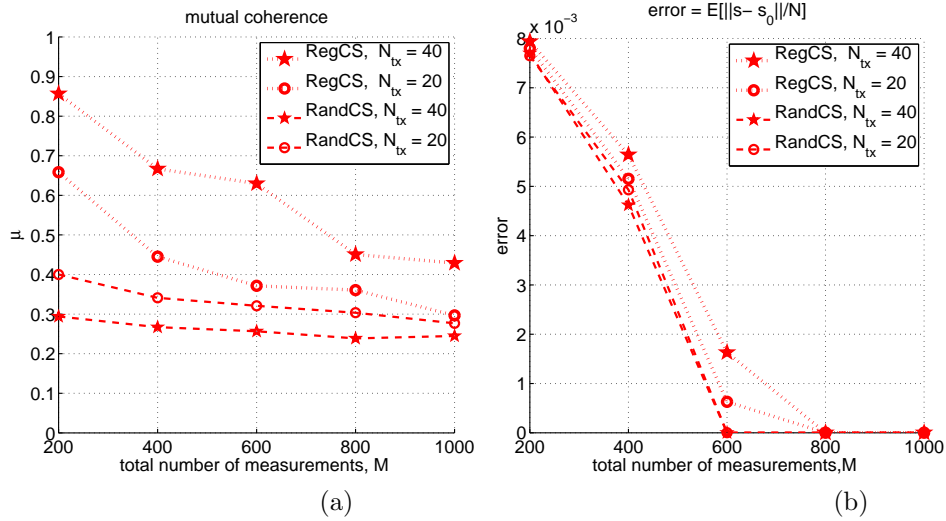 mutual coherence
1
0.9
0.8
0.7
0.6
0.5
0.4
0.3
0.2
0.1
0
μ
200 400 600 800 1000
total number of measurements, M
RegCS, N_tx = 40
RegCS, N_tx = 20
RandCS, N_tx = 40
RandCS, N_tx = 20
(a)
error = E[||s− s_0||/N]
x 10^−3
8
7
6
5
4
3
2
1
0
error
200 400 600 800 1000
total number of measurements,M
RegCS, N_tx = 40
RegCS, N_tx = 20
RandCS, N_tx = 40
RandCS, N_tx = 20
(b)